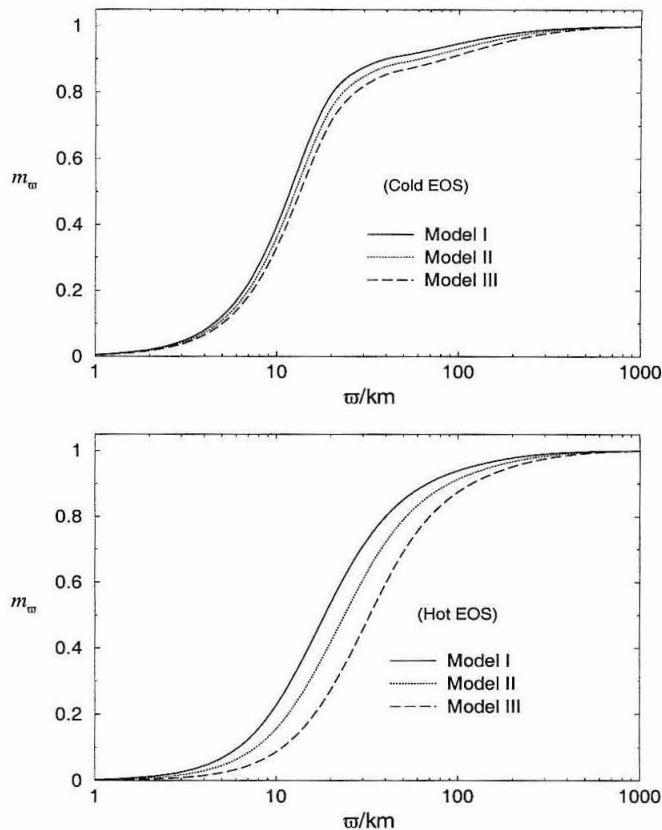 1
0.8
0.6
m_ϖ
(Cold EOS)
0.4
Model I
Model II
0.2
Model III
0
1 10 100 1000
ϖ/km
1
0.8
0.6
m_ϖ
(Hot EOS)
0.4
Model I
Model II
0.2
Model III
0
1 10 100 1000
ϖ/km